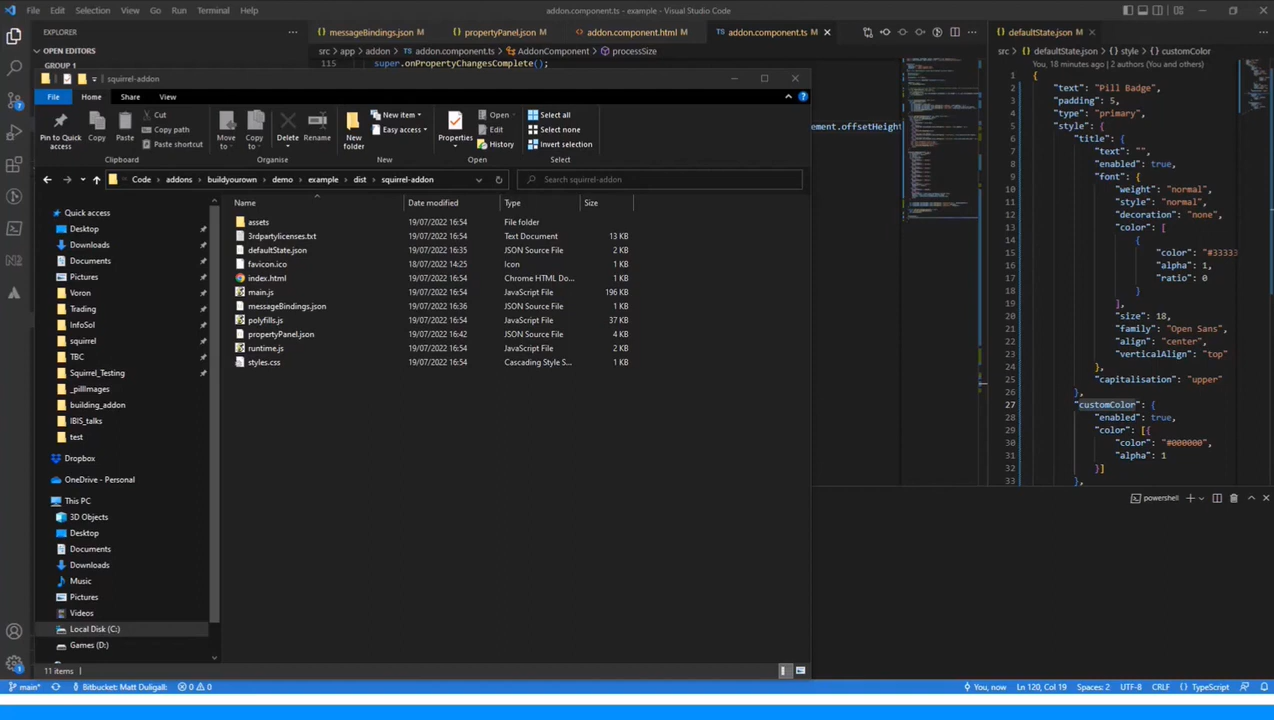 File Edit Selection View Go Run Terminal Help
addon.component.ts - example - Visual Studio Code
EXPLORER
OPEN EDITORS
GROUP 1
messageBindings.json M
propertyPanel.json M
addon.component.html M
addon.component.ts M
src > app > addon > addon.component.ts > AddonComponent > processSize
115 super.onPropertyChangesComplete();
ement.offsetHeight
squirrel-addon
File Home Share View
Pin to Quick access
Copy
Paste
Cut
Copy path
Paste shortcut
Clipboard
Copy
Delete
Rename
Organise
New folder
New item
Easy access
New
Properties
Open
Edit
History
Open
Select all
Select none
Invert selection
Select
Code > addons > > demo > example > dist > squirrel-addon
Search squirrel-addon
Name Date modified Type Size
assets 19/07/2022 16:54 File folder
3rdpartylicenses.txt 19/07/2022 16:54 Text Document 13 KB
defaultState.json 19/07/2022 16:35 JSON Source File 2 KB
favicon.ico 18/07/2022 14:25 Icon 1 KB
index.html 19/07/2022 16:54 Chrome HTML Do... 1 KB
main.js 19/07/2022 16:54 JavaScript File 196 KB
messageBindings.json 19/07/2022 16:36 JSON Source File 1 KB
polyfills.js 19/07/2022 16:54 JavaScript File 37 KB
propertyPanel.json 19/07/2022 16:42 JSON Source File 4 KB
runtime.js 19/07/2022 16:54 JavaScript File 2 KB
styles.css 19/07/2022 16:54 Cascading Style S... 1 KB
Quick access
Desktop
Downloads
Documents
Pictures
Voron
Trading
InfoSol
squirrel
TBC
Squirrel_Testing
_pillImages
building_addon
IBIS_talks
test
Dropbox
OneDrive - Personal
This PC
3D Objects
Desktop
Documents
Downloads
Music
Pictures
Videos
Local Disk (C:)
Games (D:)
11 items
defaultState.json M
src > defaultState.json > style > customColor
You, 18 minutes ago | 2 authors (You and others)
1 {
2 "text": "Pill Badge",
3 "padding": 5,
4 "type": "primary",
5 "style": {
6 "title": {
7 "text": "",
8 "enabled": true,
9 "font": {
10 "weight": "normal",
11 "style": "normal",
12 "decoration": "none",
13 "color": [
14 {
15 "color": "#33333
16 "alpha": 1,
17 "ratio": 0
18 }
19 ],
20 "size": 18,
21 "family": "Open Sans",
22 "align": "center",
23 "verticalAlign": "top"
24 },
25 "capitalisation": "upper"
26 },
27 "customColor": {
28 "enabled": true,
29 "color": [{
30 "color": "#000000",
31 "alpha": 1
32 }]
33 },
powershell
main* Bitbucket: Matt Duligall: 0 0
You, now Ln 120, Col 19 Spaces: 2 UTF-8 CRLF TypeScript